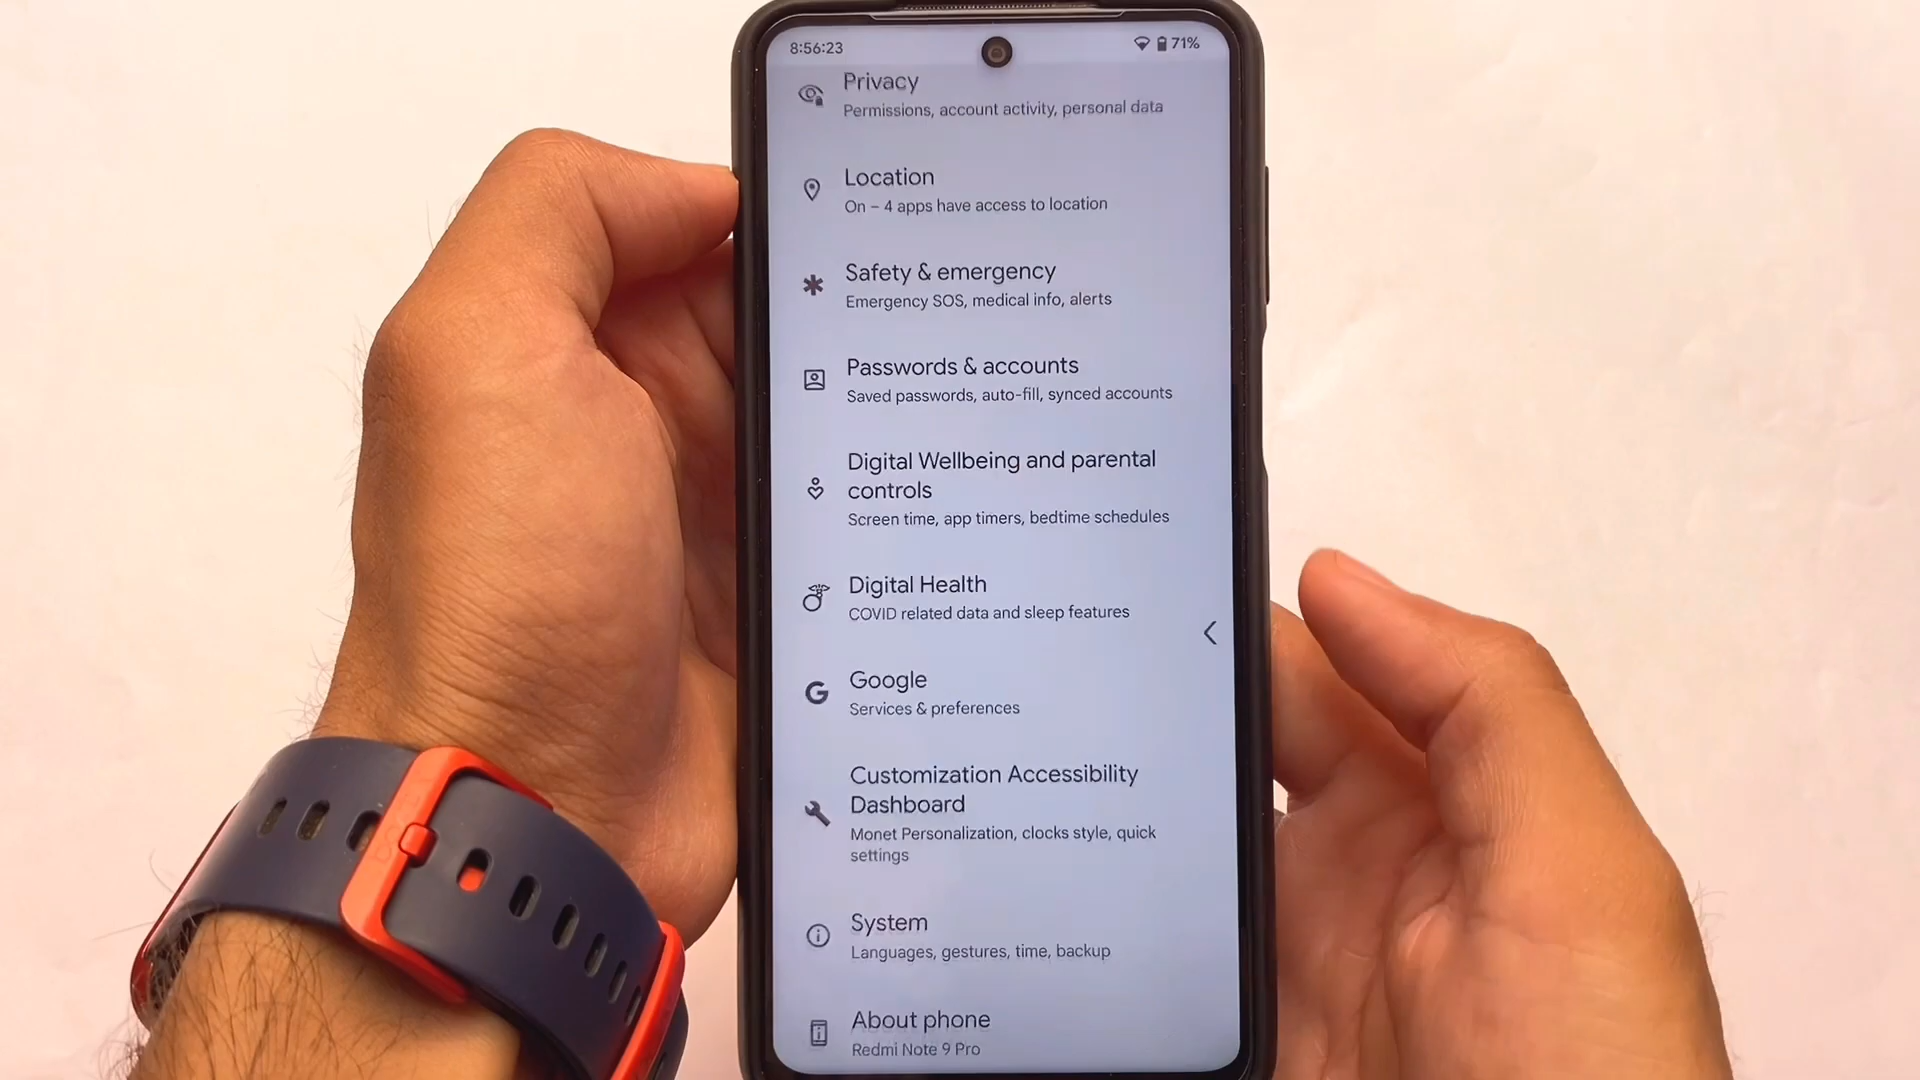 8:56:23
71%
Privacy
Permissions, account activity, personal data
Location
On – 4 apps have access to location
Safety & emergency
Emergency SOS, medical info, alerts
Passwords & accounts
Saved passwords, auto-fill, synced accounts
Digital Wellbeing and parental
controls
Screen time, app timers, bedtime schedules
Digital Health
COVID related data and sleep features
Google
Services & preferences
Customization Accessibility
Dashboard
Monet Personalization, clocks style, quick
settings
System
Languages, gestures, time, backup
About phone
Redmi Note 9 Pro